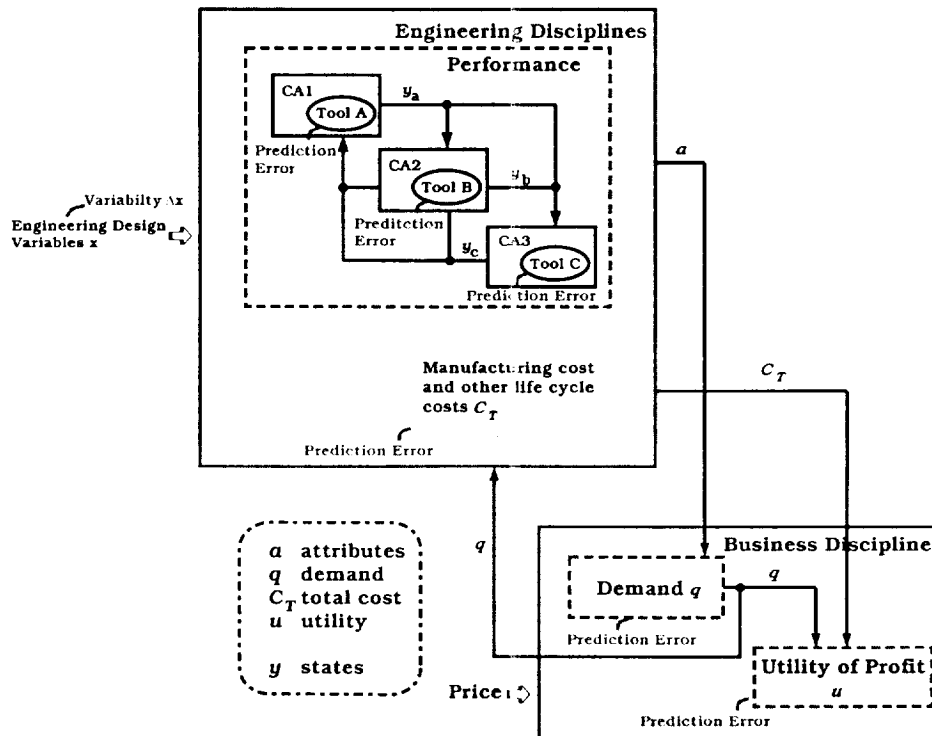 Engineering Disciplines
Performance
CA1
Tool A
y_a
Prediction
Error
CA2
Tool B
y_b
Predi­tction
Error
CA3
Tool C
y_c
Prediction Error
Variabilty Δx
Engineering Design
Variables x
a
Manufacturing cost
and other life cycle
costs C_T
Prediction Error
C_T
q
a attributes
q demand
C_T total cost
u utility
y states
Business Discipline
Demand q
q
Prediction Error
Utility of Profit
u
Price
Prediction Error